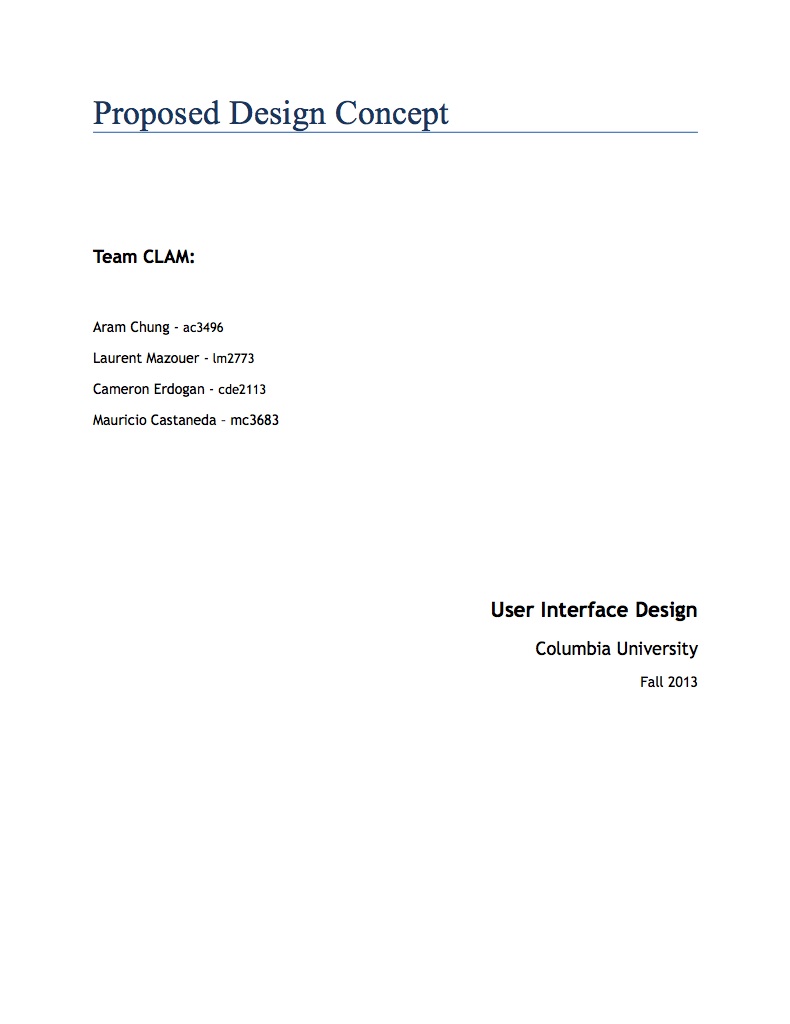 Proposed Design Concept
Team CLAM:
Aram Chung - ac3496
Laurent Mazouer - lm2773
Cameron Erdogan - cde2113
Mauricio Castaneda - mc3683
User Interface Design
Columbia University
Fall 2013